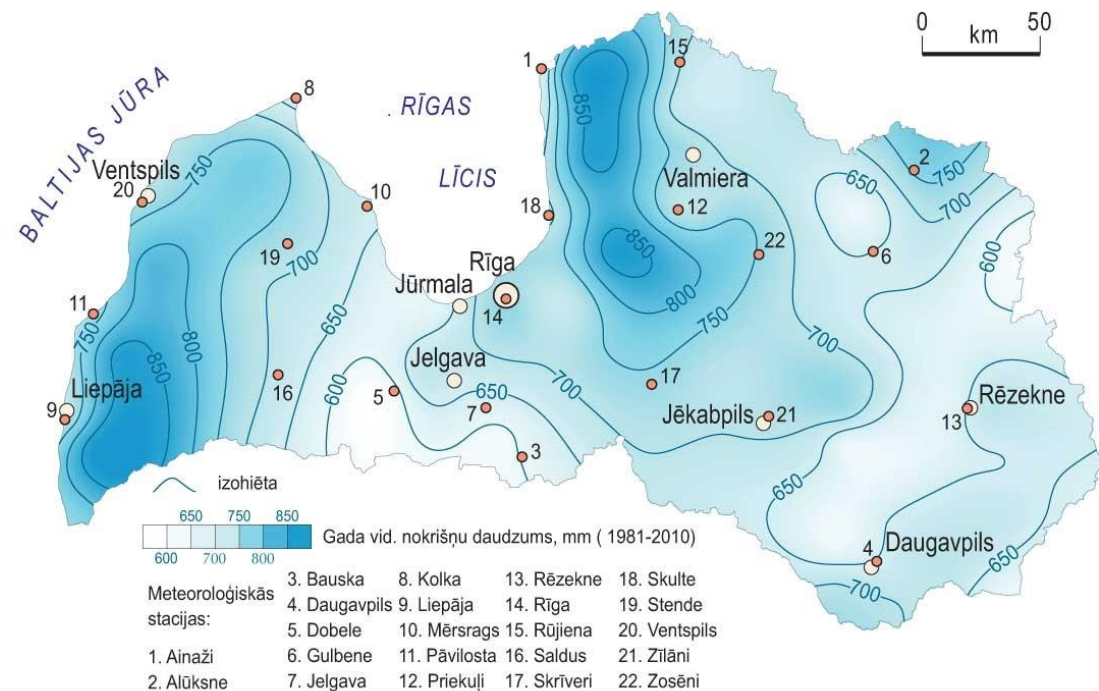 0 50
km
BALTIJAS JŪRA
RĪGAS
LĪCIS
1
15
8
850
2
750
Ventspils
750
20
Valmiera
650
700
10
18
12
22
6
19
700
850
600
Rīga
Jūrmala
800
11
650
14
750
750
800
700
850
Jelgava
700
Liepāja
16
600
5
650
17
Rēzekne
9
7
Jēkabpils
21
13
3
650
izohiēta
650 750 850
600 700 800
Gada vid. nokrišņu daudzums, mm ( 1981-2010)
4
Daugavpils
650
700
Meteoroloģiskās
stacijas:
1. Ainaži
2. Alūksne
3. Bauska
4. Daugavpils
5. Dobele
6. Gulbene
7. Jelgava
8. Kolka
9. Liepāja
10. Mērsrags
11. Pāvilosta
12. Priekuļi
13. Rēzekne
14. Rīga
15. Rūjiena
16. Saldus
17. Skrīveri
18. Skulte
19. Stende
20. Ventspils
21. Zīlāni
22. Zosēni